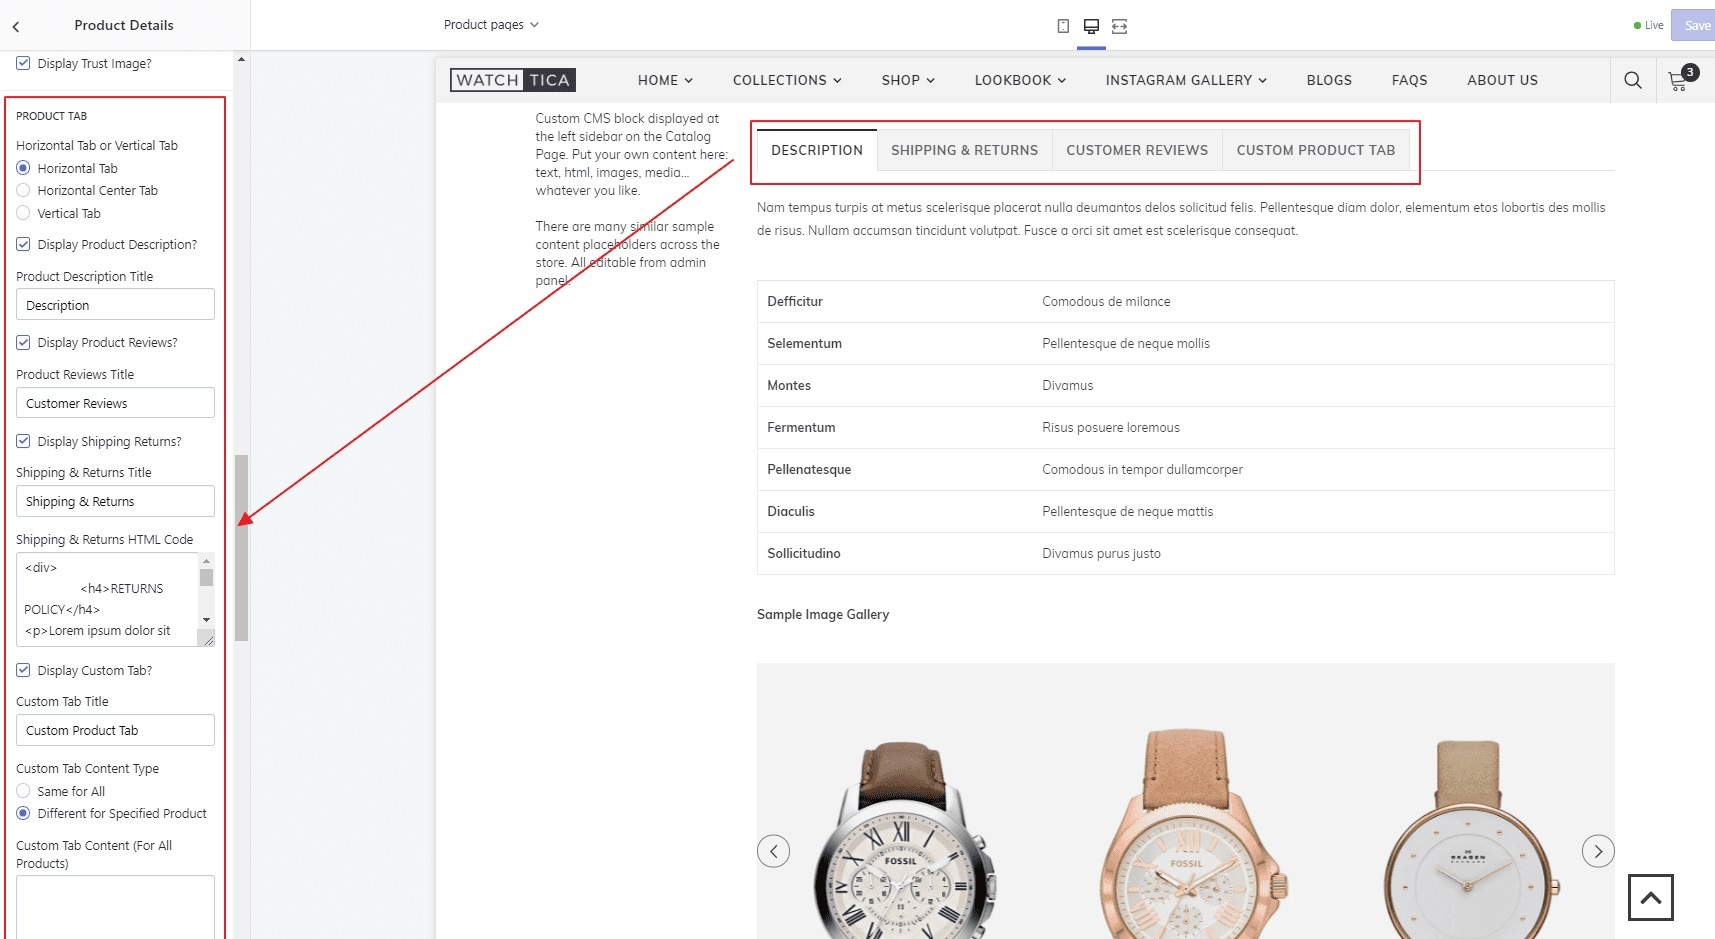 Product Details
Product pages
Live
Save
Display Trust Image?
PRODUCT TAB
Horizontal Tab or Vertical Tab
Horizontal Tab
Horizontal Center Tab
Vertical Tab
Display Product Description?
Product Description Title
Description
Display Product Reviews?
Product Reviews Title
Customer Reviews
Display Shipping Returns?
Shipping & Returns Title
Shipping & Returns
Shipping & Returns HTML Code
<div>
<h4>RETURNS
POLICY</h4>
<p>Lorem ipsum dolor sit
Display Custom Tab?
Custom Tab Title
Custom Product Tab
Custom Tab Content Type
Same for All
Different for Specified Product
Custom Tab Content (For All
Products)
WATCH TICA
HOME
COLLECTIONS
SHOP
LOOKBOOK
INSTAGRAM GALLERY
BLOGS
FAQS
ABOUT US
3
Custom CMS block displayed at
the left sidebar on the Catalog
Page. Put your own content here:
text, html, images, media...
whatever you like.
There are many similar sample
content placeholders across the
store. All editable from admin
panel.
DESCRIPTION
SHIPPING & RETURNS
CUSTOMER REVIEWS
CUSTOM PRODUCT TAB
Nam tempus turpis at metus scelerisque placerat nulla deumantos delos solicitud felis. Pellentesque diam dolor, elementum etos lobortis des mollis
de risus. Nullam accumsan tincidunt volutpat. Fusce a orci sit amet est scelerisque consequat.
Defficitur Comodous de milance
Selementum Pellentesque de neque mollis
Montes Divamus
Fermentum Risus posuere loremous
Pellenatesque Comodous in tempor dullamcorper
Diaculis Pellentesque de neque mattis
Sollicitudino Divamus purus justo
Sample Image Gallery
FOSSIL
FOSSIL
SKAGEN